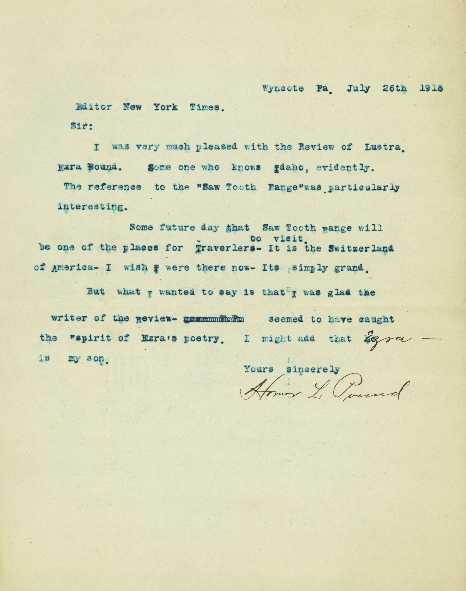 Wyncote Pa. July 26th 1918
Editor New York Times.
Sir:
I was very much pleased with the Review of Lustra.
Ezra Pound. Some one who knows Idaho, evidently.
The reference to the "Saw Tooth Range"was particularly
interesting.
Some future day that Saw Tooth range will
to visit.
be one of the places for Traverlers- It is the Switzerland
of America- I wish I were there now- Its simply grand.
But what I wanted to say is that I was glad the
writer of the Review- seemed to have caught
the "spirit of Ezra's poetry. I might add that Ezra —
is my son.
Yours sincerely
Homer L. Pound